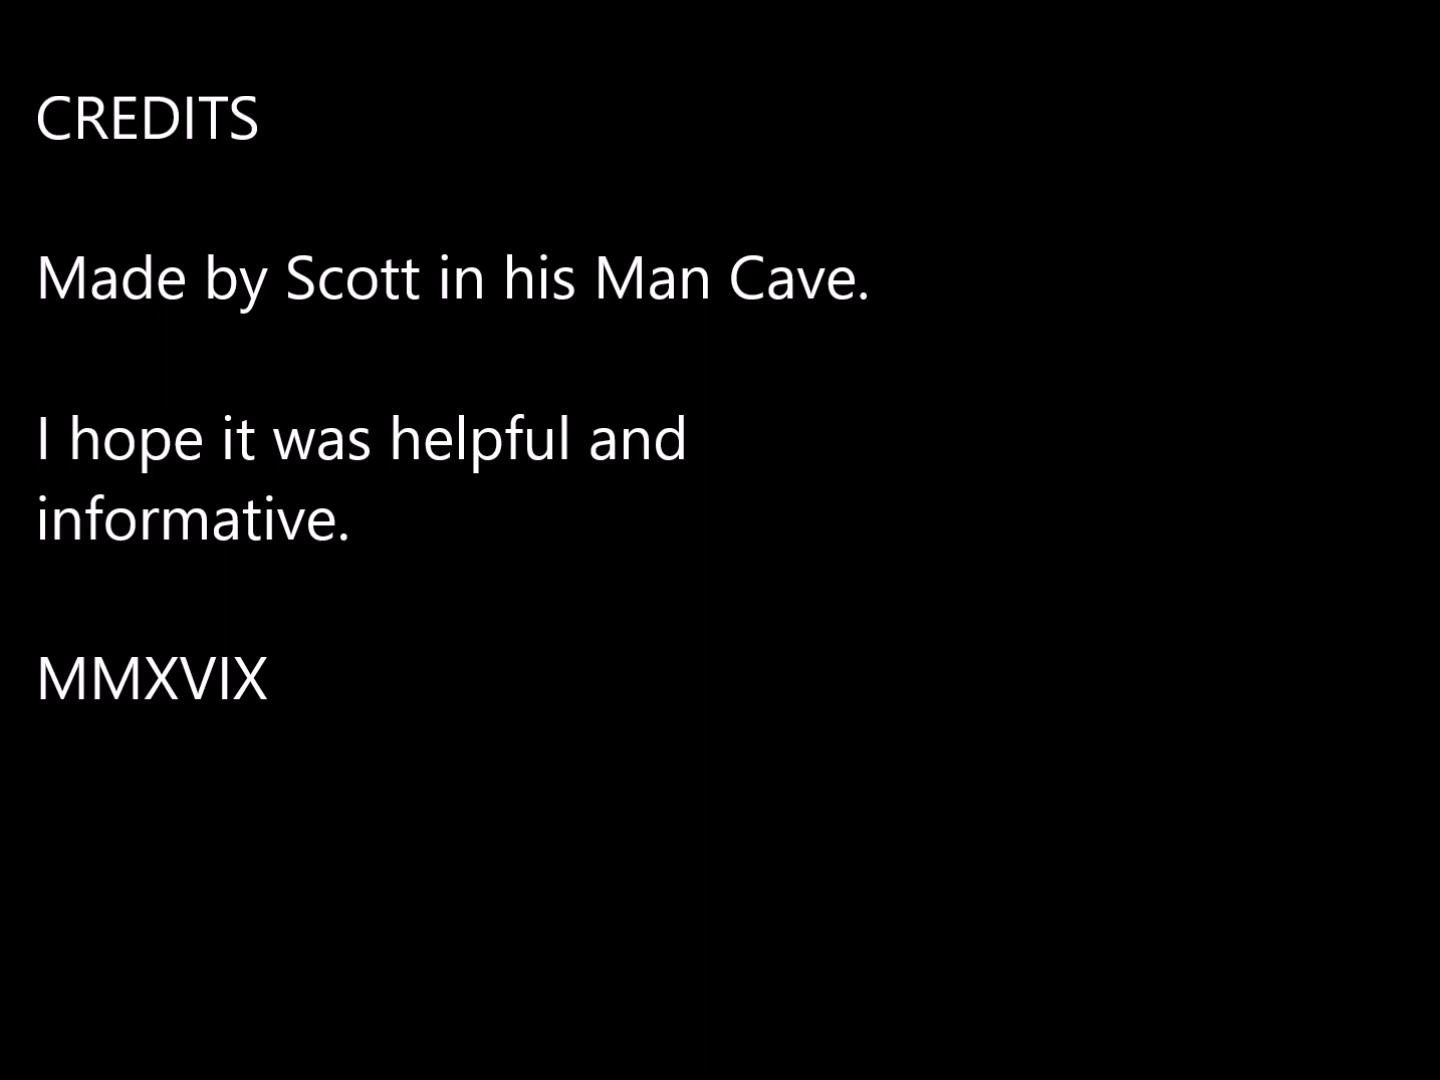 CREDITS
Made by Scott in his Man Cave.
I hope it was helpful and
informative.
MMXVIX